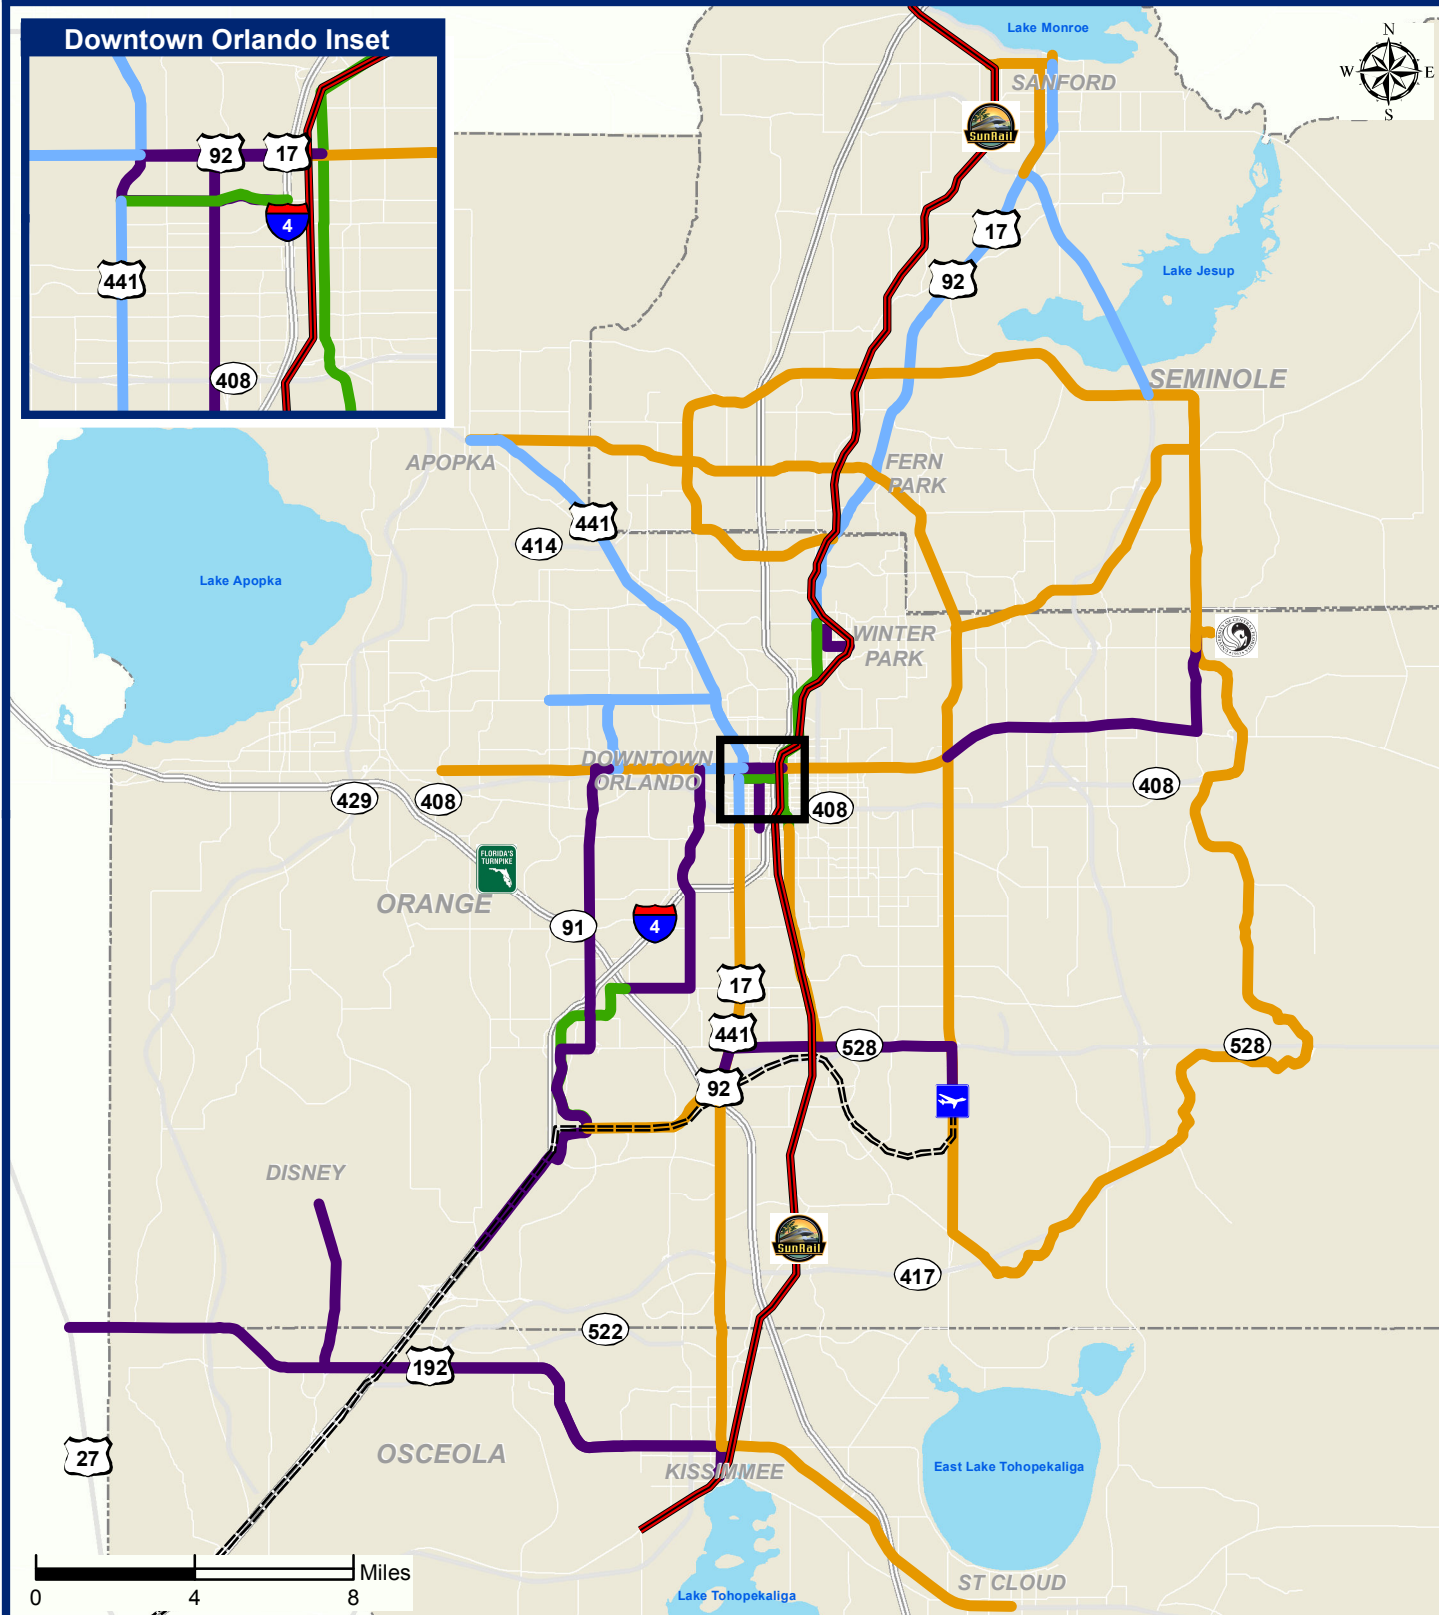 Downtown Orlando Inset
92
17
4
441
408
Lake Monroe
N
W
E
S
SANFORD
SunRail
17
92
Lake Jesup
SEMINOLE
APOPKA
FERN
PARK
441
414
Lake Apopka
WINTER
PARK
DOWNTOWN
ORLANDO
429
408
408
408
FLORIDA'S
TURNPIKE
ORANGE
91
4
17
441
528
528
92
DISNEY
SunRail
417
522
192
27
OSCEOLA
KISSIMMEE
East Lake Tohopekaliga
ST CLOUD
Lake Tohopekaliga
Miles
0
4
8